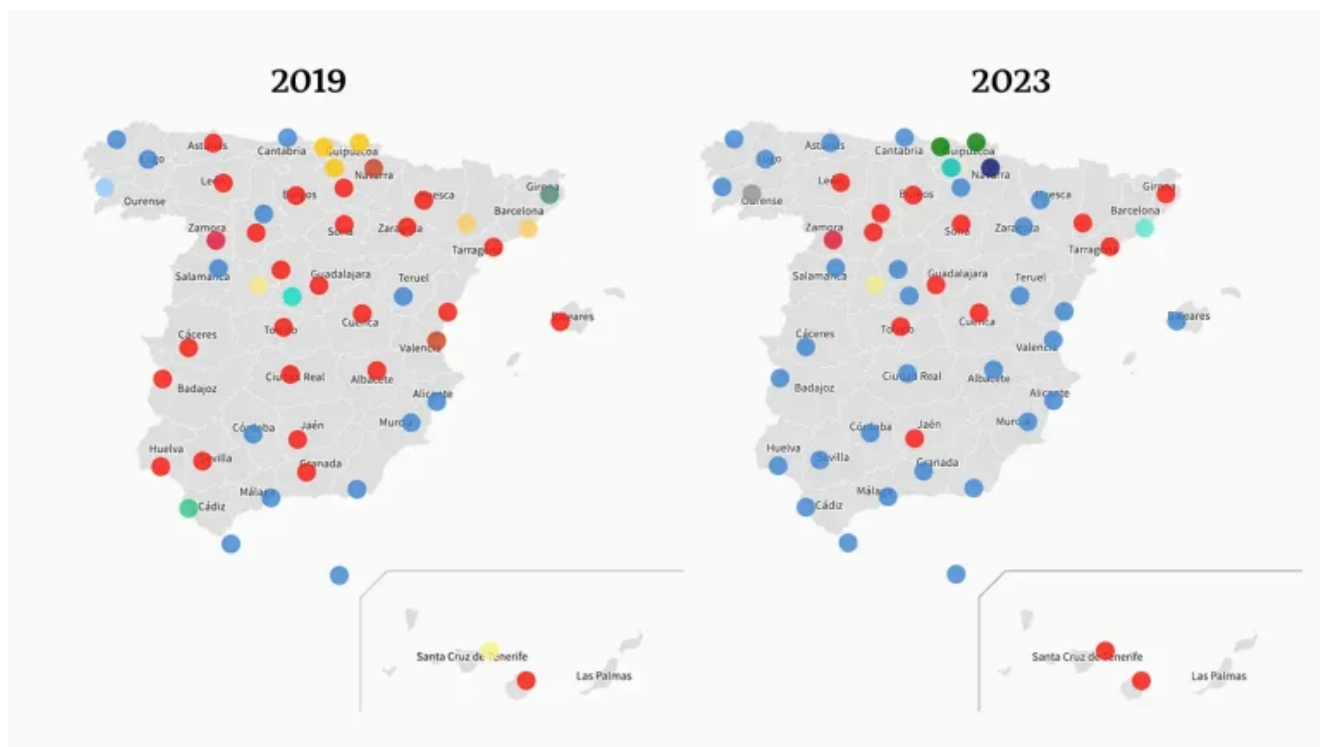 2019
2023
Asturias
Cantabria
Guipúzcoa
Lugo
Navarra
León
Burgos
Huesca
Girona
Ourense
Barcelona
Zamora
Soria
Zaragoza
Tarragona
Salamanca
Guadalajara
Teruel
Baleares
Cáceres
Toledo
Cuenca
Valencia
Badajoz
Ciudad Real
Albacete
Alicante
Córdoba
Jaén
Murcia
Huelva
Sevilla
Granada
Málaga
Cádiz
Santa Cruz de Tenerife
Las Palmas
Asturias
Cantabria
Guipúzcoa
Lugo
Navarra
León
Burgos
Huesca
Girona
Ourense
Barcelona
Zamora
Soria
Zaragoza
Tarragona
Salamanca
Guadalajara
Teruel
Baleares
Cáceres
Toledo
Cuenca
Valencia
Badajoz
Ciudad Real
Albacete
Alicante
Córdoba
Jaén
Murcia
Huelva
Sevilla
Granada
Málaga
Cádiz
Santa Cruz de Tenerife
Las Palmas